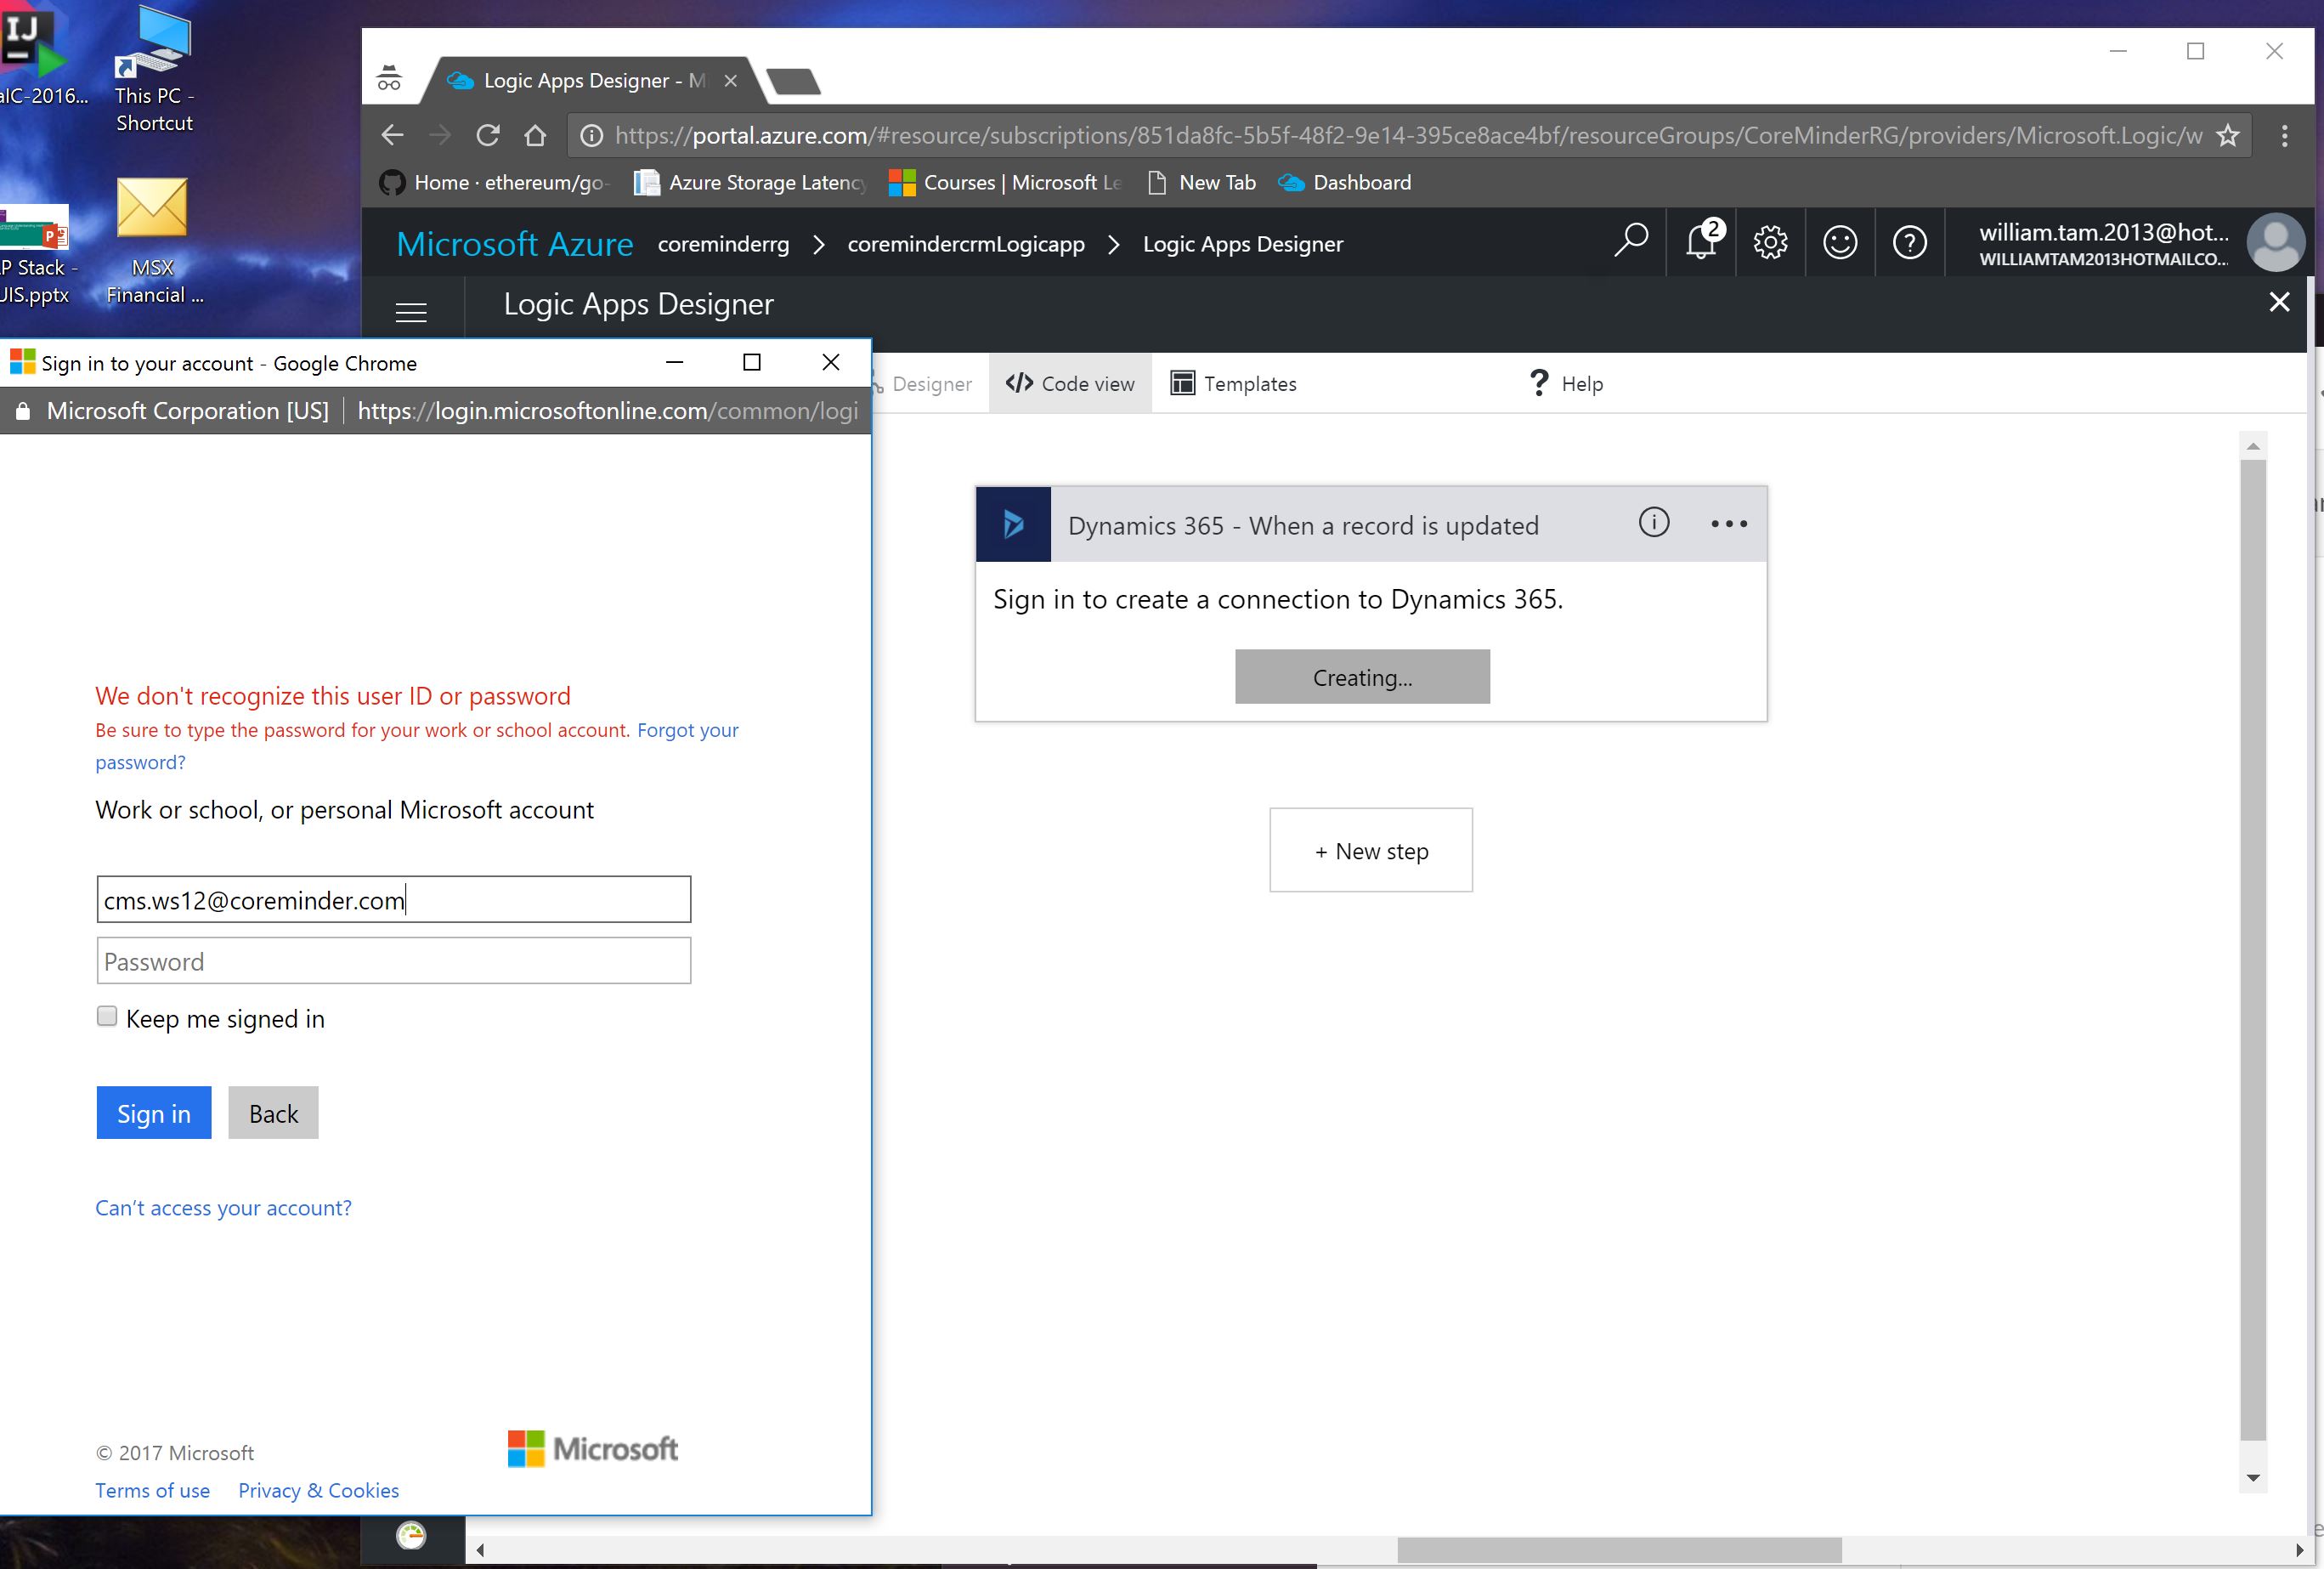 IJ
alC-2016...
This PC -
Shortcut
P Stack -
JIS.pptx
MSX
Financial ...
Logic Apps Designer - M
https://portal.azure.com/#resource/subscriptions/851da8fc-5b5f-48f2-9e14-395ce8ace4bf/resourceGroups/CoreMinderRG/providers/Microsoft.Logic/w
Home · ethereum/go-
Azure Storage Latency
Courses | Microsoft Le
New Tab
Dashboard
Microsoft Azure
coreminderrg
coremindercrmLogicapp
Logic Apps Designer
2
william.tam.2013@hot...
WILLIAMTAM2013HOTMAILCO...
Logic Apps Designer
Sign in to your account - Google Chrome
Microsoft Corporation [US]
https://login.microsoftonline.com/common/logi
Designer
Code view
Templates
Help
Dynamics 365 - When a record is updated
Sign in to create a connection to Dynamics 365.
Creating...
+ New step
We don't recognize this user ID or password
Be sure to type the password for your work or school account. Forgot your
password?
Work or school, or personal Microsoft account
cms.ws12@coreminder.com
Password
Keep me signed in
Sign in
Back
Can't access your account?
© 2017 Microsoft
Microsoft
Terms of use
Privacy & Cookies